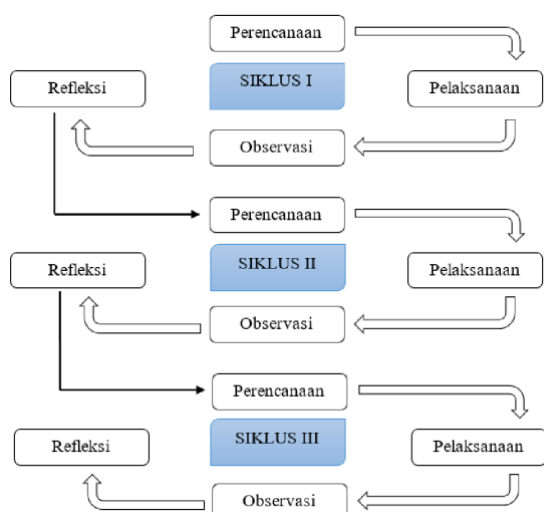 Perencanaan
SIKLUS I
Refleksi
Pelaksanaan
Observasi
Perencanaan
SIKLUS II
Refleksi
Pelaksanaan
Observasi
Perencanaan
SIKLUS III
Refleksi
Pelaksanaan
Observasi